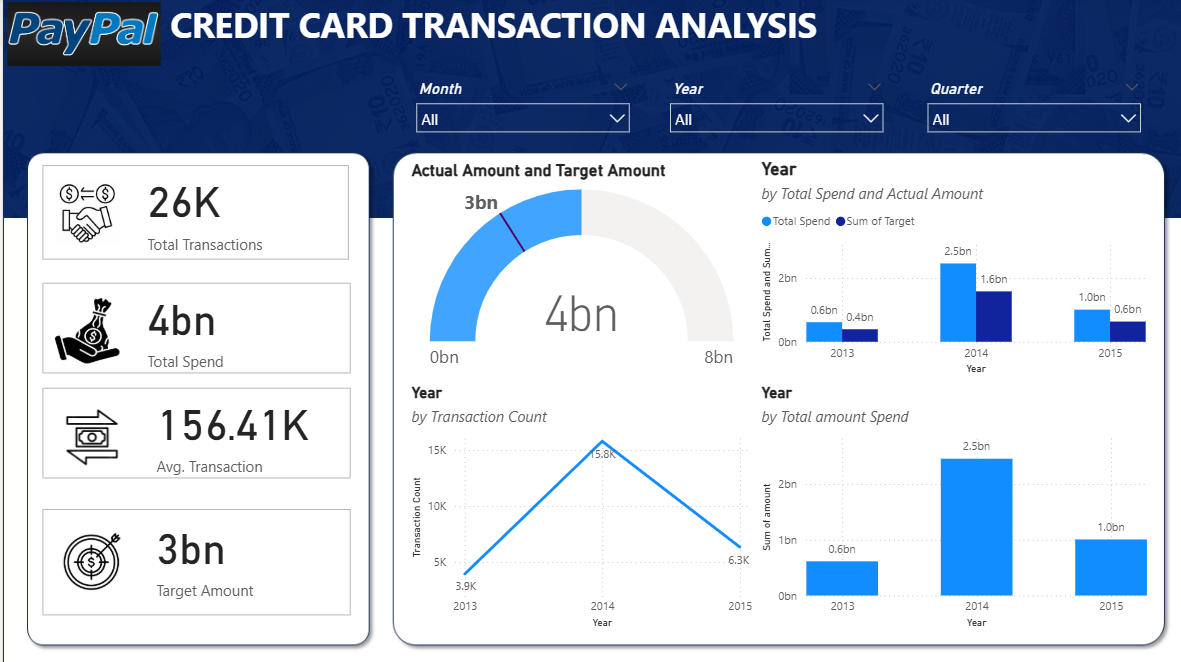 PayPal CREDIT CARD TRANSACTION ANALYSIS
Month
All
Year
All
Quarter
All
26K
Total Transactions
4bn
Total Spend
156.41K
Avg. Transaction
3bn
Target Amount
Actual Amount and Target Amount
3bn
4bn
0bn
8bn
Year
by Total Spend and Actual Amount
Total Spend Sum of Target
Total Spend and Sum...
2bn
0bn
0.6bn
0.4bn
2.5bn
1.6bn
1.0bn
0.6bn
2013
2014
2015
Year
Year
by Transaction Count
Transaction Count
15K
10K
5K
3.9K
15.8K
6.3K
2013
2014
2015
Year
Year
by Total amount Spend
Sum of amount
2bn
1bn
0bn
0.6bn
2.5bn
1.0bn
2013
2014
2015
Year